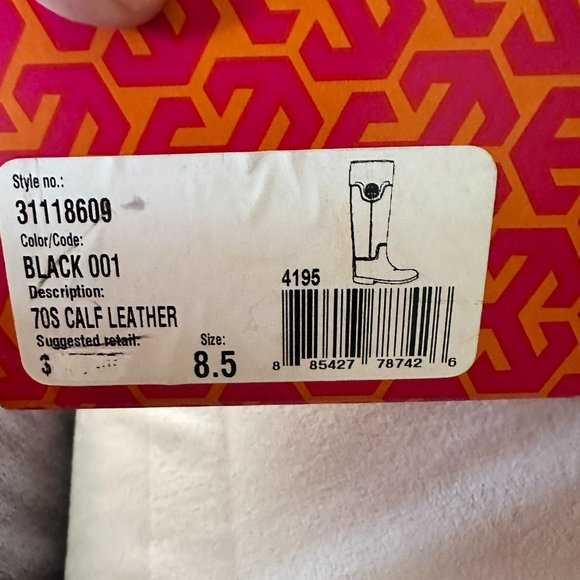 Style no.:
31118609
Color/Code:
BLACK 001
Description:
70S CALF LEATHER
Suggested retail:
$
Size:
8.5
4195
8 85427 78742 6